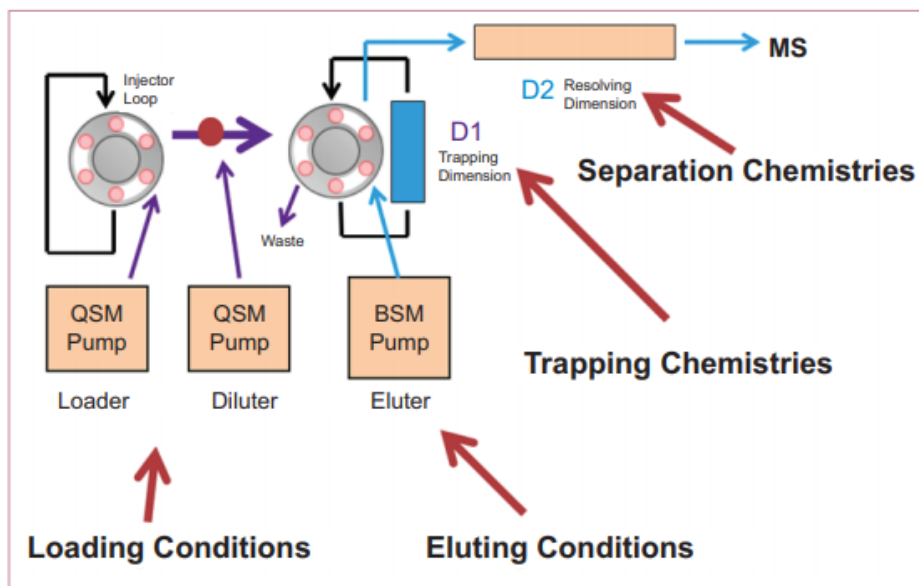 Injector
Loop
MS
D2 Resolving
Dimension
D1
Trapping
Dimension
Separation Chemistries
Waste
QSM
Pump
QSM
Pump
BSM
Pump
Trapping Chemistries
Loader
Diluter
Eluter
Loading Conditions
Eluting Conditions